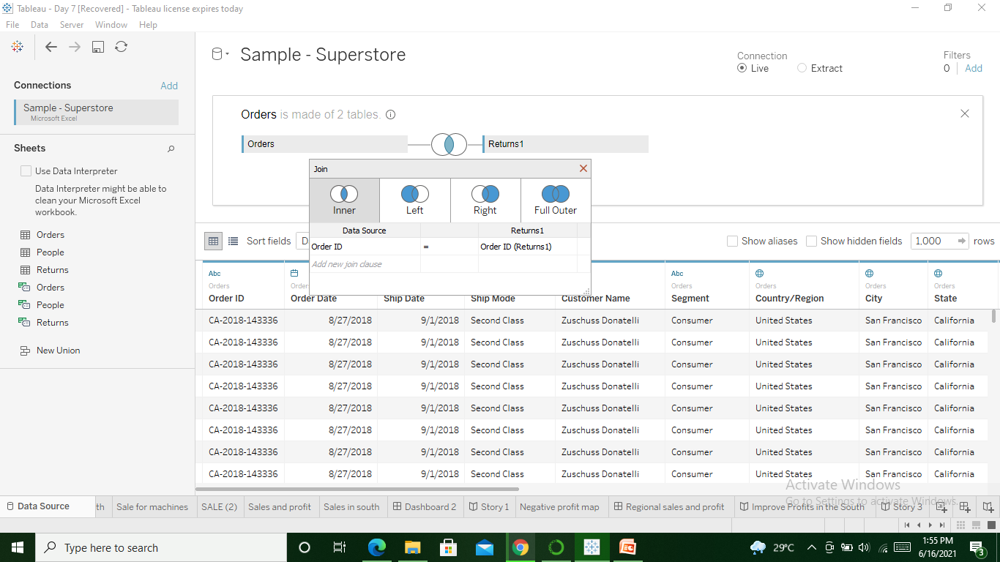 Tableau - Day 7 [Recovered] - Tableau license expires today
File Data Server Window Help
Sample - Superstore
Connection
Live Extract
Filters
0 Add
Connections Add
Sample - Superstore
Microsoft Excel
Sheets
Use Data Interpreter
Data Interpreter might be able to
clean your Microsoft Excel
workbook.
Orders
People
Returns
Orders
People
Returns
New Union
Orders is made of 2 tables.
Orders Returns1
Join
Inner Left Right Full Outer
Data Source Returns1
Order ID = Order ID (Returns1)
Add new join clause
Sort fields D Show aliases Show hidden fields 1,000 rows
Abc Abc
Orders Order Orders Orders Orders Orders
Order ID Order Date Ship Date Ship Mode Customer Name Segment Country/Region City State
CA-2018-143336 8/27/2018 9/1/2018 Second Class Zuschuss Donatelli Consumer United States San Francisco California
CA-2018-143336 8/27/2018 9/1/2018 Second Class Zuschuss Donatelli Consumer United States San Francisco California
CA-2018-143336 8/27/2018 9/1/2018 Second Class Zuschuss Donatelli Consumer United States San Francisco California
CA-2018-143336 8/27/2018 9/1/2018 Second Class Zuschuss Donatelli Consumer United States San Francisco California
CA-2018-143336 8/27/2018 9/1/2018 Second Class Zuschuss Donatelli Consumer United States San Francisco California
CA-2018-143336 8/27/2018 9/1/2018 Second Class Zuschuss Donatelli Consumer United States San Francisco California
CA-2018-143336 8/27/2018 9/1/2018 Second Class Zuschuss Donatelli Consumer United States San Francisco California
CA-2018-143336 8/27/2018 9/1/2018 Second Class Zuschuss Donatelli Consumer United States San Francisco California
Activate Windows
Go to Settings to activate Windows.
Data Source th Sale for machines SALE (2) Sales and profit Sales in south Dashboard 2 Story 1 Negative profit map Regional sales and profit Improve Profits in the South Story 3
Type here to search
29°C
1:55 PM
6/16/2021
3